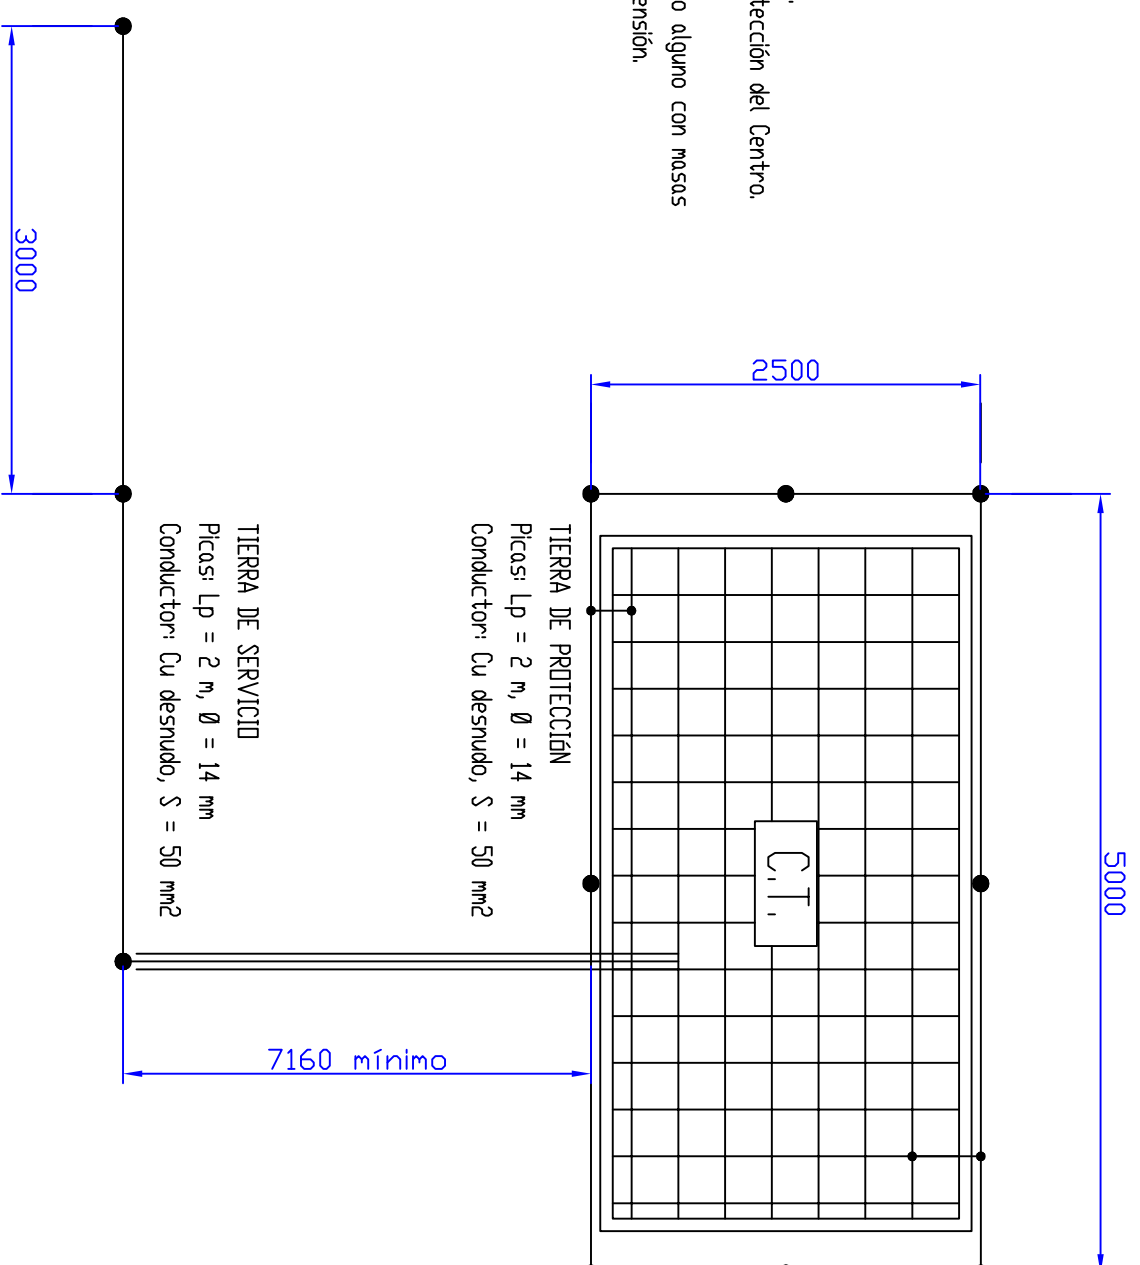 tección del Centro.
o alguno con masas
ensión.
3000
2500
5000
C.T.
TIERRA DE PROTECCIóN
Picas: Lp = 2 m, Ø = 14 mm
Conductor: Cu desnudo, S = 50 mm2
TIERRA DE SERVICIO
Picas: Lp = 2 m, Ø = 14 mm
Conductor: Cu desnudo, S = 50 mm2
7160 mínimo